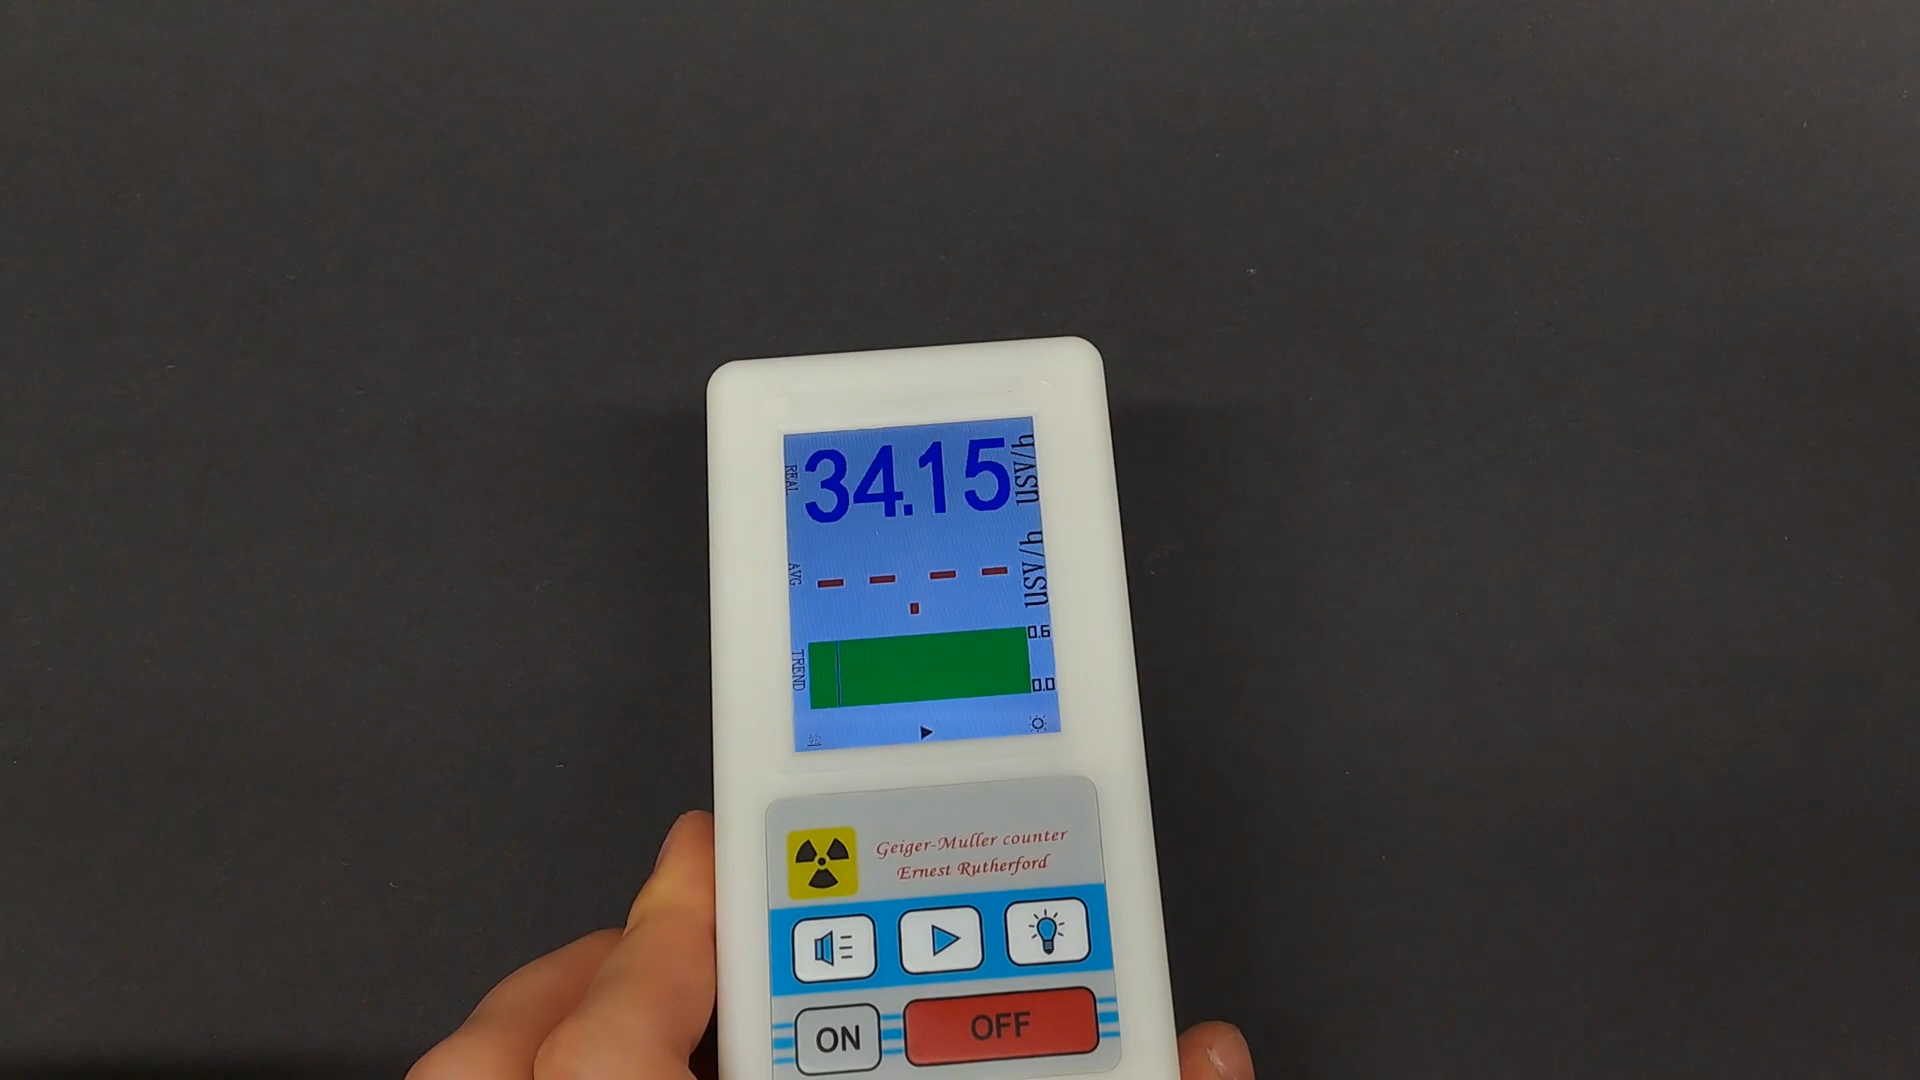 REAL 34.15 usv/h
AVG --.-- usv/h
TREND 0.6
0.0
Geiger-Muller counter
Ernest Rutherford
ON OFF